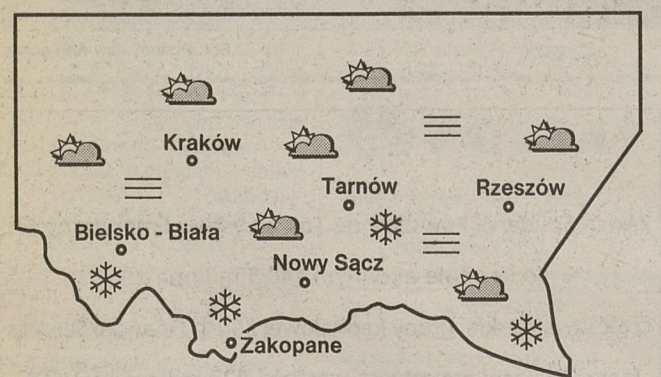 Kraków
Tarnów
Rzeszów
Bielsko - Biała
Nowy Sącz
Zakopane